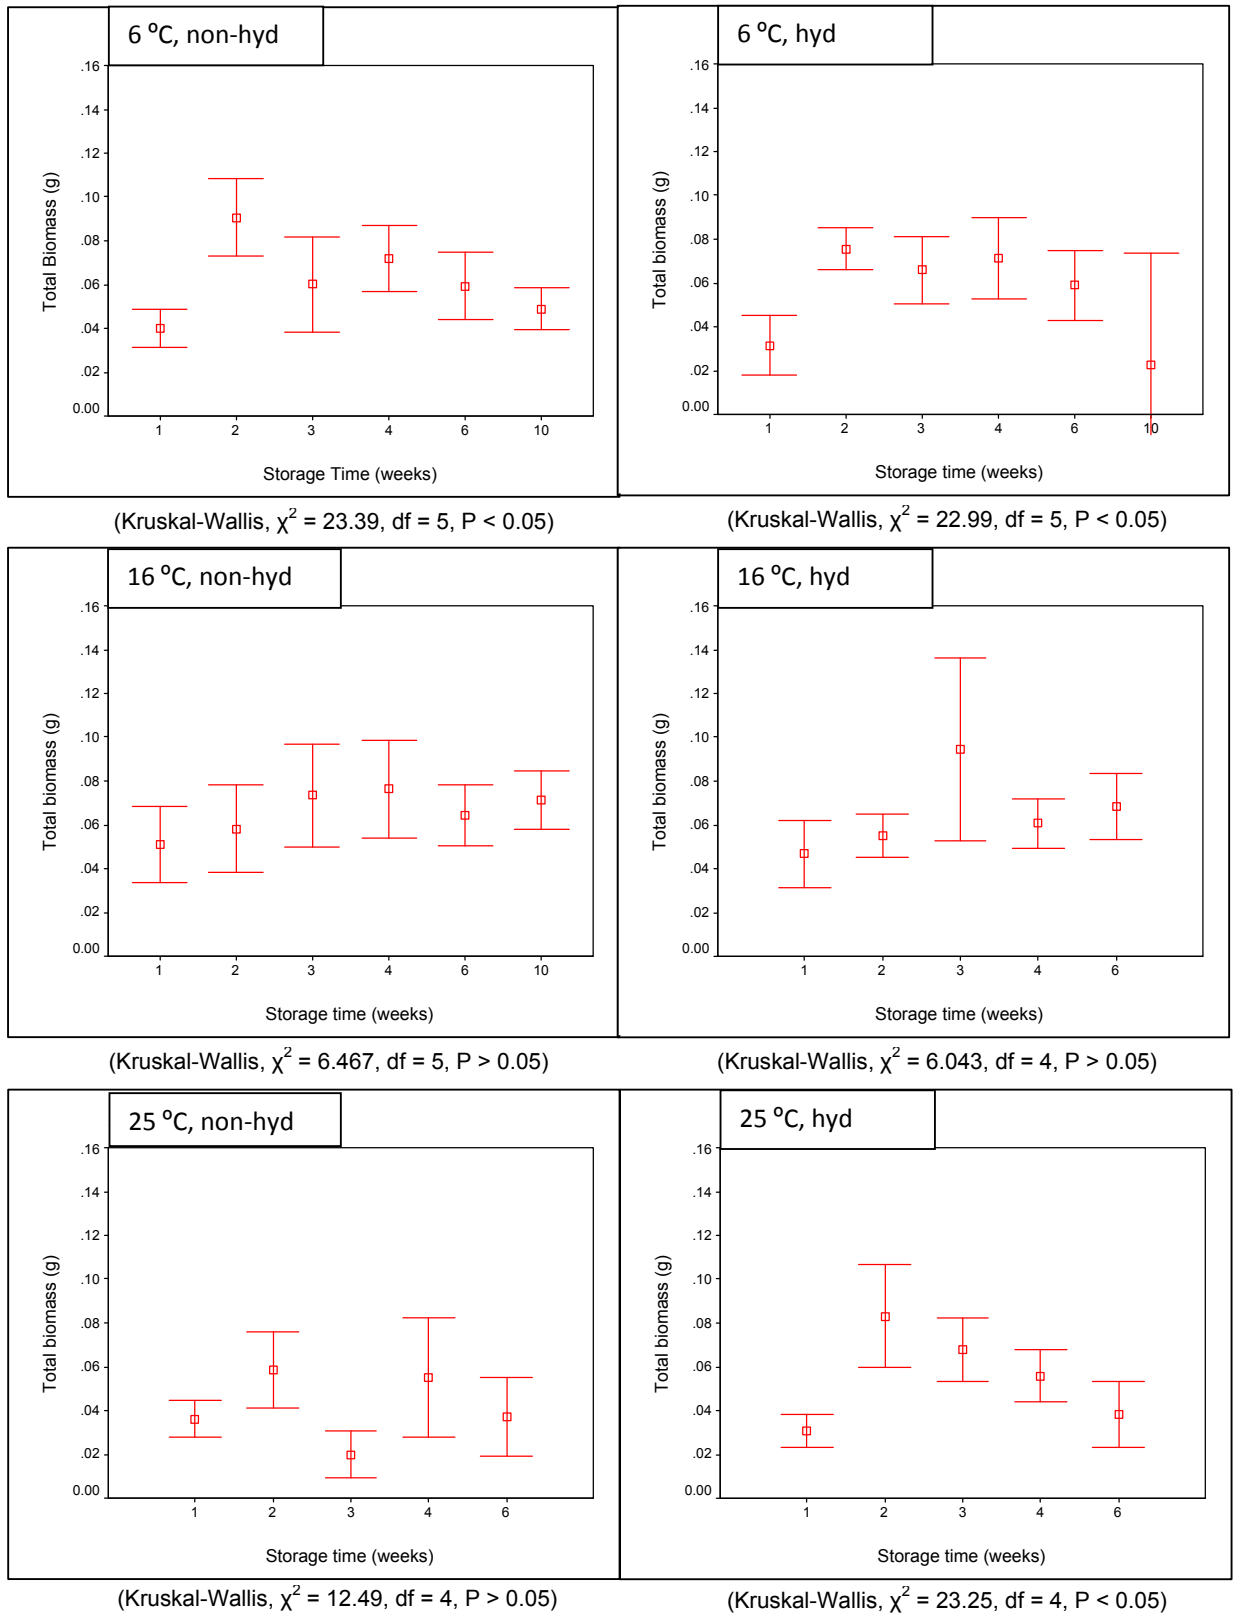 6 ⁰C, non-hyd
.16
.14
.12
.10
.08
.06
.04
.02
0.00
Total Biomass (g)
1 2 3 4 6 10
Storage Time (weeks)
(Kruskal-Wallis, χ² = 23.39, df = 5, P < 0.05)
6 ⁰C, hyd
.16
.14
.12
.10
.08
.06
.04
.02
0.00
Total biomass (g)
1 2 3 4 6 10
Storage time (weeks)
(Kruskal-Wallis, χ² = 22.99, df = 5, P < 0.05)
16 ⁰C, non-hyd
.16
.14
.12
.10
.08
.06
.04
.02
0.00
Total biomass (g)
1 2 3 4 6 10
Storage time (weeks)
(Kruskal-Wallis, χ² = 6.467, df = 5, P > 0.05)
16 ⁰C, hyd
.16
.14
.12
.10
.08
.06
.04
.02
0.00
Total biomass (g)
1 2 3 4 6
Storage time (weeks)
(Kruskal-Wallis, χ² = 6.043, df = 4, P > 0.05)
25 ⁰C, non-hyd
.16
.14
.12
.10
.08
.06
.04
.02
0.00
Total biomass (g)
1 2 3 4 6
Storage time (weeks)
(Kruskal-Wallis, χ² = 12.49, df = 4, P > 0.05)
25 ⁰C, hyd
.16
.14
.12
.10
.08
.06
.04
.02
0.00
Total biomass (g)
1 2 3 4 6
Storage time (weeks)
(Kruskal-Wallis, χ² = 23.25, df = 4, P < 0.05)